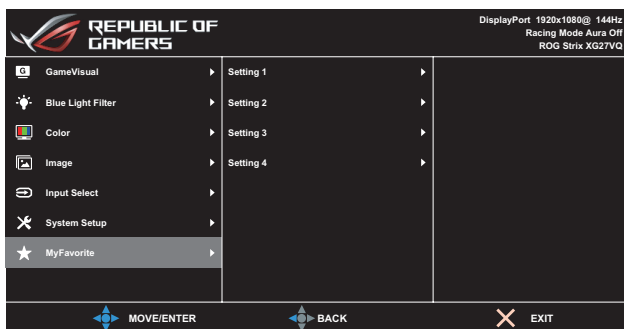 REPUBLIC OF
GAMERS
DisplayPort 1920x1080@ 144Hz
Racing Mode Aura Off
ROG Strix XG27VQ
G GameVisual
Blue Light Filter
Color
Image
Input Select
System Setup
MyFavorite
Setting 1
Setting 2
Setting 3
Setting 4
MOVE/ENTER
BACK
EXIT